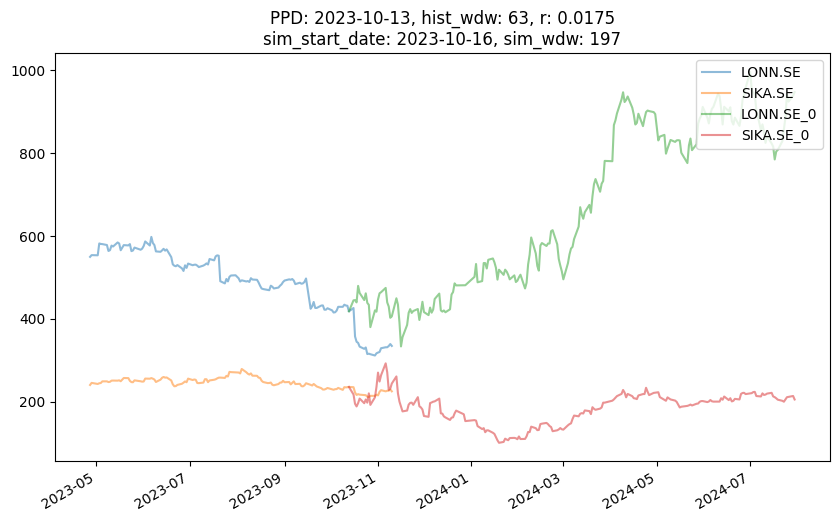 PPD: 2023-10-13, hist_wdw: 63, r: 0.0175
sim_start_date: 2023-10-16, sim_wdw: 197
LONN.SE
SIKA.SE
LONN.SE_0
SIKA.SE_0
1000
800
600
400
200
2023-05
2023-07
2023-09
2023-11
2024-01
2024-03
2024-05
2024-07